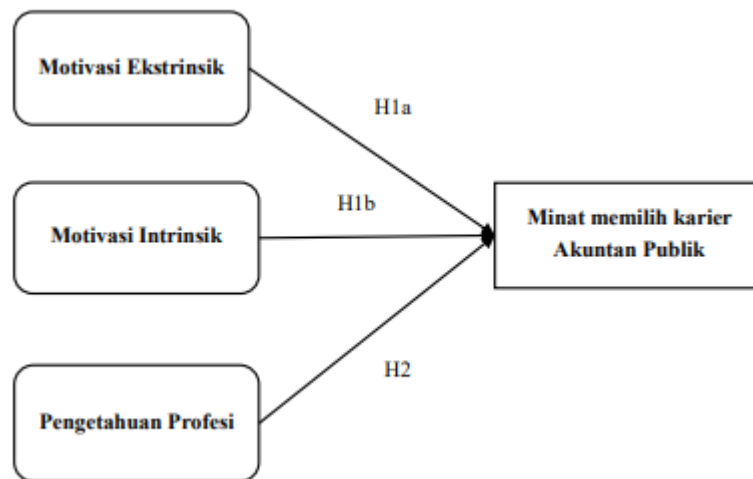 Motivasi Ekstrinsik
H1a
H1b
Motivasi Intrinsik
Minat memilih karier
Akuntan Publik
H2
Pengetahuan Profesi